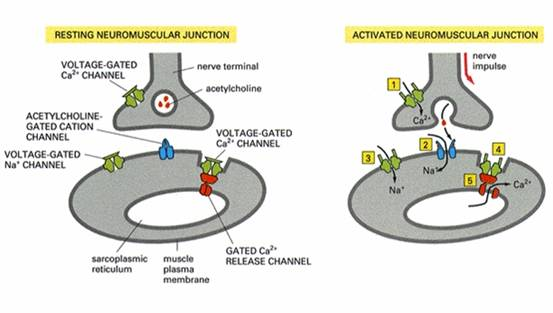 RESTING NEUROMUSCULAR JUNCTION
VOLTAGE-GATED
Ca²⁺ CHANNEL
nerve terminal
acetylcholine
ACETYLCHOLINE-
GATED CATION
CHANNEL
VOLTAGE-GATED
Ca²⁺ CHANNEL
VOLTAGE-GATED
Na⁺ CHANNEL
GATED Ca²⁺
RELEASE CHANNEL
sarcoplasmic
reticulum
muscle
plasma
membrane
ACTIVATED NEUROMUSCULAR JUNCTION
nerve
impulse
1
Ca²⁺
2
Na⁺
3
Na⁺
4
5
Ca²⁺